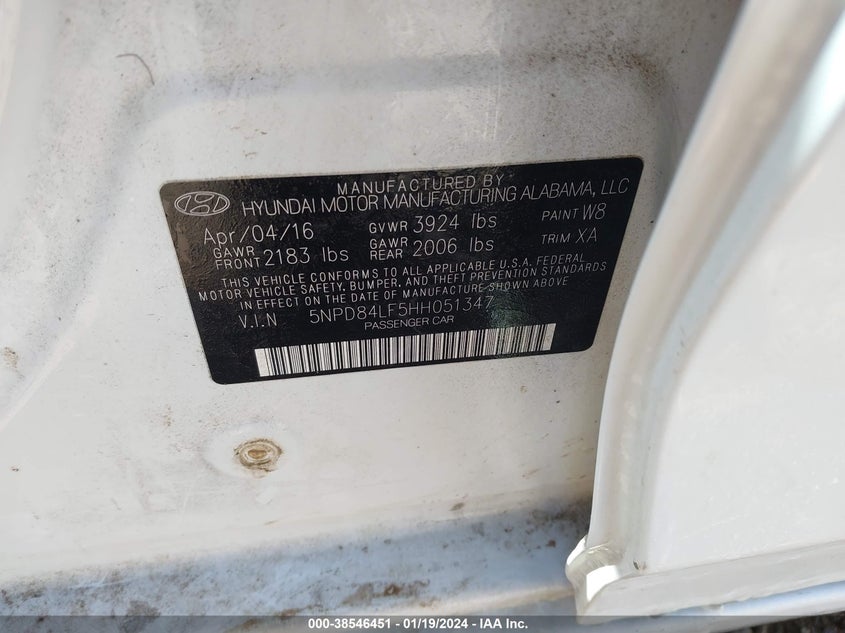 MANUFACTURED BY
HYUNDAI MOTOR MANUFACTURING ALABAMA, LLC
Apr/04/16 GVWR 3924 lbs PAINT W8
GAWR FRONT 2183 lbs GAWR REAR 2006 lbs TRIM XA
THIS VEHICLE CONFORMS TO ALL APPLICABLE U.S.A. FEDERAL
MOTOR VEHICLE SAFETY, BUMPER, AND THEFT PREVENTION STANDARDS
IN EFFECT ON THE DATE OF MANUFACTURE SHOWN ABOVE
V.I.N 5NPD84LF5HH051347
PASSENGER CAR
000-38546451 - 01/19/2024 - IAA Inc.